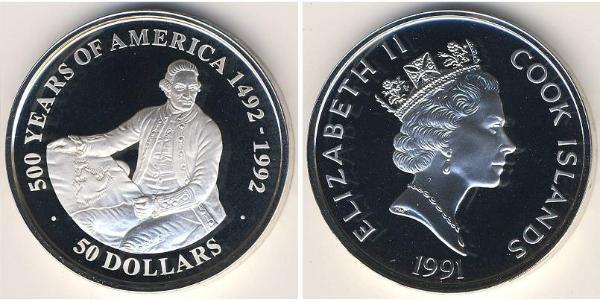 500 YEARS OF AMERICA 1492-1992
· 50 DOLLARS ·
ELIZABETH II
COOK ISLANDS
1991